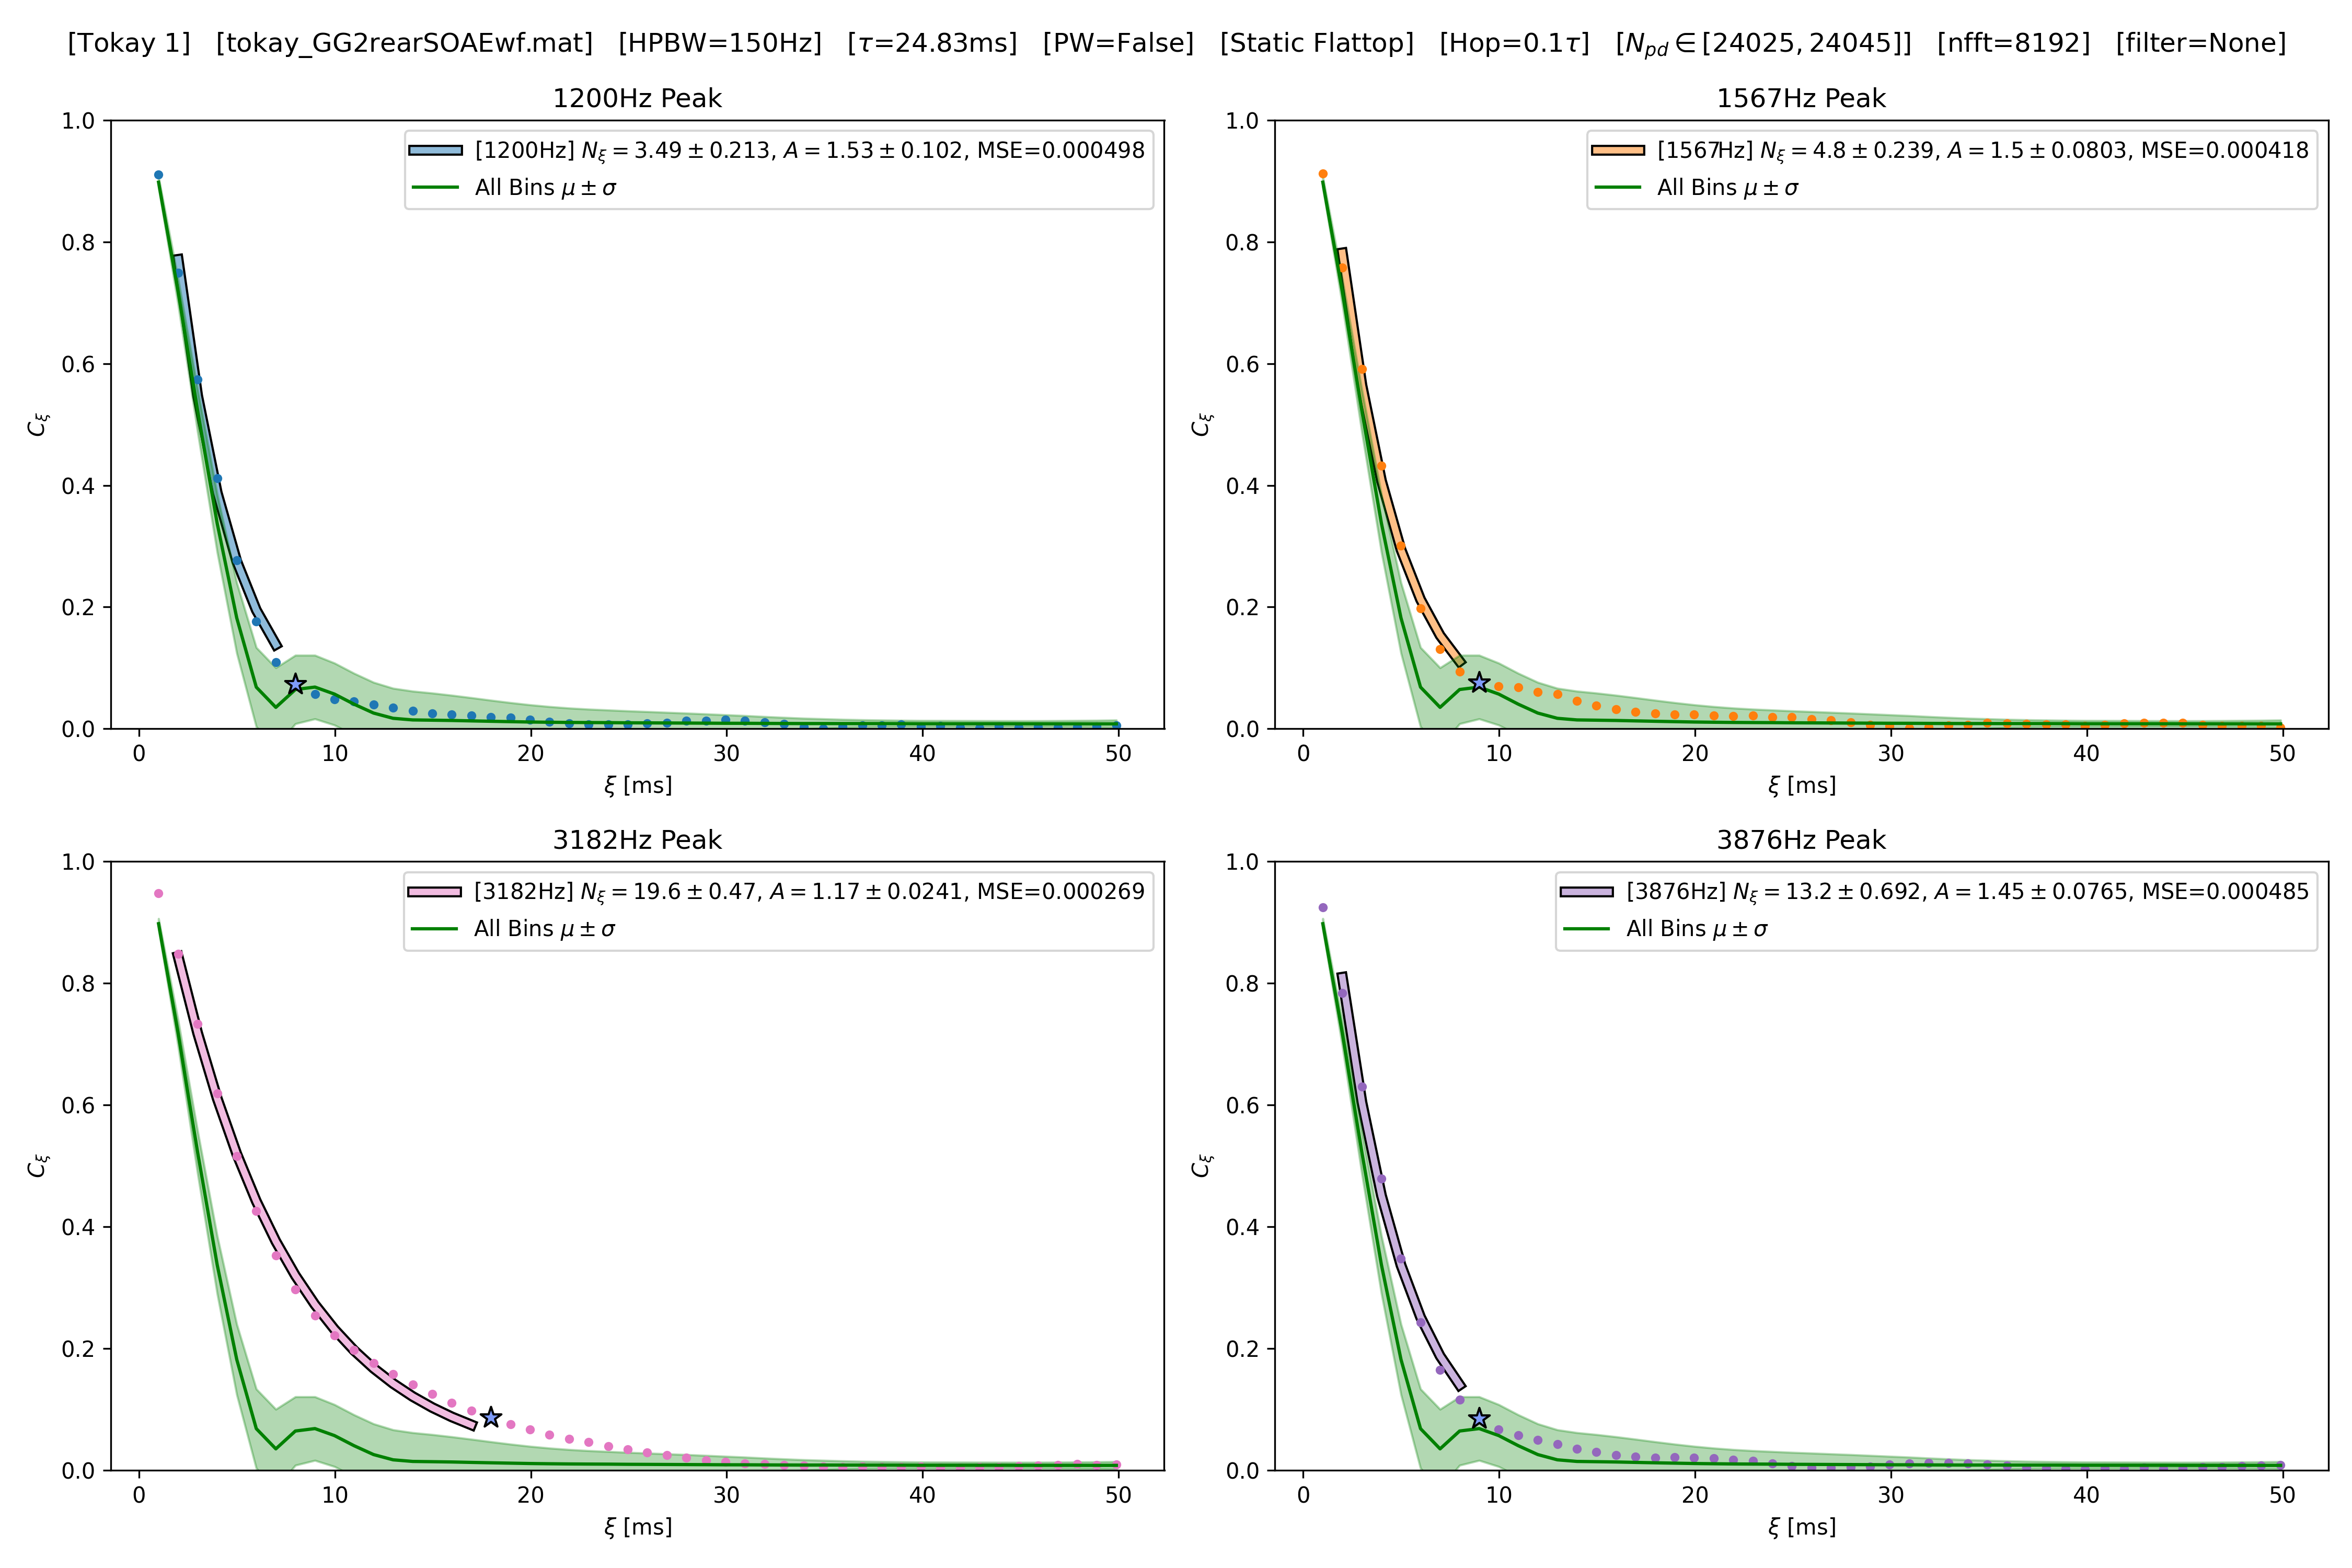 [Tokay 1] [tokay_GG2rearSOAEwf.mat] [HPBW=150Hz] [τ=24.83ms] [PW=False] [Static Flattop] [Hop=0.1τ] [N_pd ∈ [24025, 24045]] [nfft=8192] [filter=None]
1200Hz Peak
[1200Hz] N_ξ = 3.49 ± 0.213, A = 1.53 ± 0.102, MSE=0.000498
All Bins μ ± σ
1.0
0.8
0.6
0.4
0.2
0.0
C_ξ
0 10 20 30 40 50
ξ [ms]
1567Hz Peak
[1567Hz] N_ξ = 4.8 ± 0.239, A = 1.5 ± 0.0803, MSE=0.000418
All Bins μ ± σ
1.0
0.8
0.6
0.4
0.2
0.0
C_ξ
0 10 20 30 40 50
ξ [ms]
3182Hz Peak
[3182Hz] N_ξ = 19.6 ± 0.47, A = 1.17 ± 0.0241, MSE=0.000269
All Bins μ ± σ
1.0
0.8
0.6
0.4
0.2
0.0
C_ξ
0 10 20 30 40 50
ξ [ms]
3876Hz Peak
[3876Hz] N_ξ = 13.2 ± 0.692, A = 1.45 ± 0.0765, MSE=0.000485
All Bins μ ± σ
1.0
0.8
0.6
0.4
0.2
0.0
C_ξ
0 10 20 30 40 50
ξ [ms]